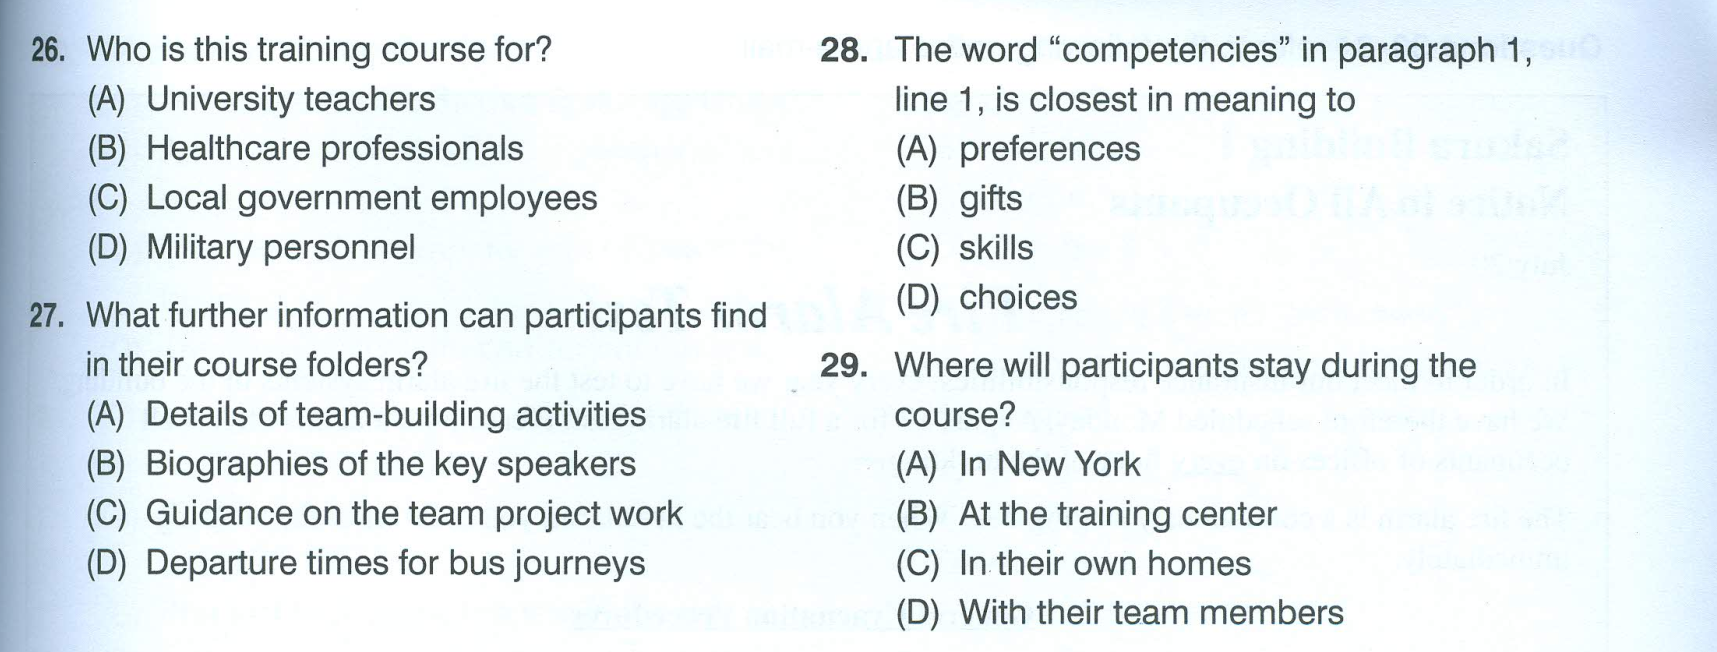 26. Who is this training course for?
(A) University teachers
(B) Healthcare professionals
(C) Local government employees
(D) Military personnel
27. What further information can participants find
in their course folders?
(A) Details of team-building activities
(B) Biographies of the key speakers
(C) Guidance on the team project work
(D) Departure times for bus journeys
28. The word “competencies” in paragraph 1,
line 1, is closest in meaning to
(A) preferences
(B) gifts
(C) skills
(D) choices
29. Where will participants stay during the
course?
(A) In New York
(B) At the training center
(C) In their own homes
(D) With their team members